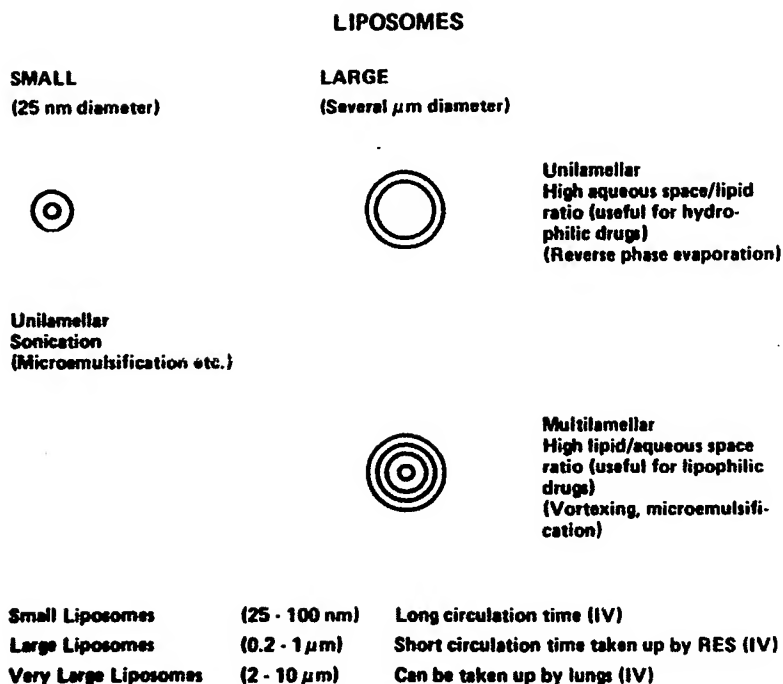 LIPOSOMES
SMALL
(25 nm diameter)
LARGE
(Several μm diameter)
Unilamellar
High aqueous space/lipid
ratio (useful for hydro-
philic drugs)
(Reverse phase evaporation)
Unilamellar
Sonication
(Microemulsification etc.)
Multilamellar
High lipid/aqueous space
ratio (useful for lipophilic
drugs)
(Vortexing, microemulsifi-
cation)
Small Liposomes (25 - 100 nm) Long circulation time (IV)
Large Liposomes (0.2 - 1 μm) Short circulation time taken up by RES (IV)
Very Large Liposomes (2 - 10 μm) Can be taken up by lungs (IV)